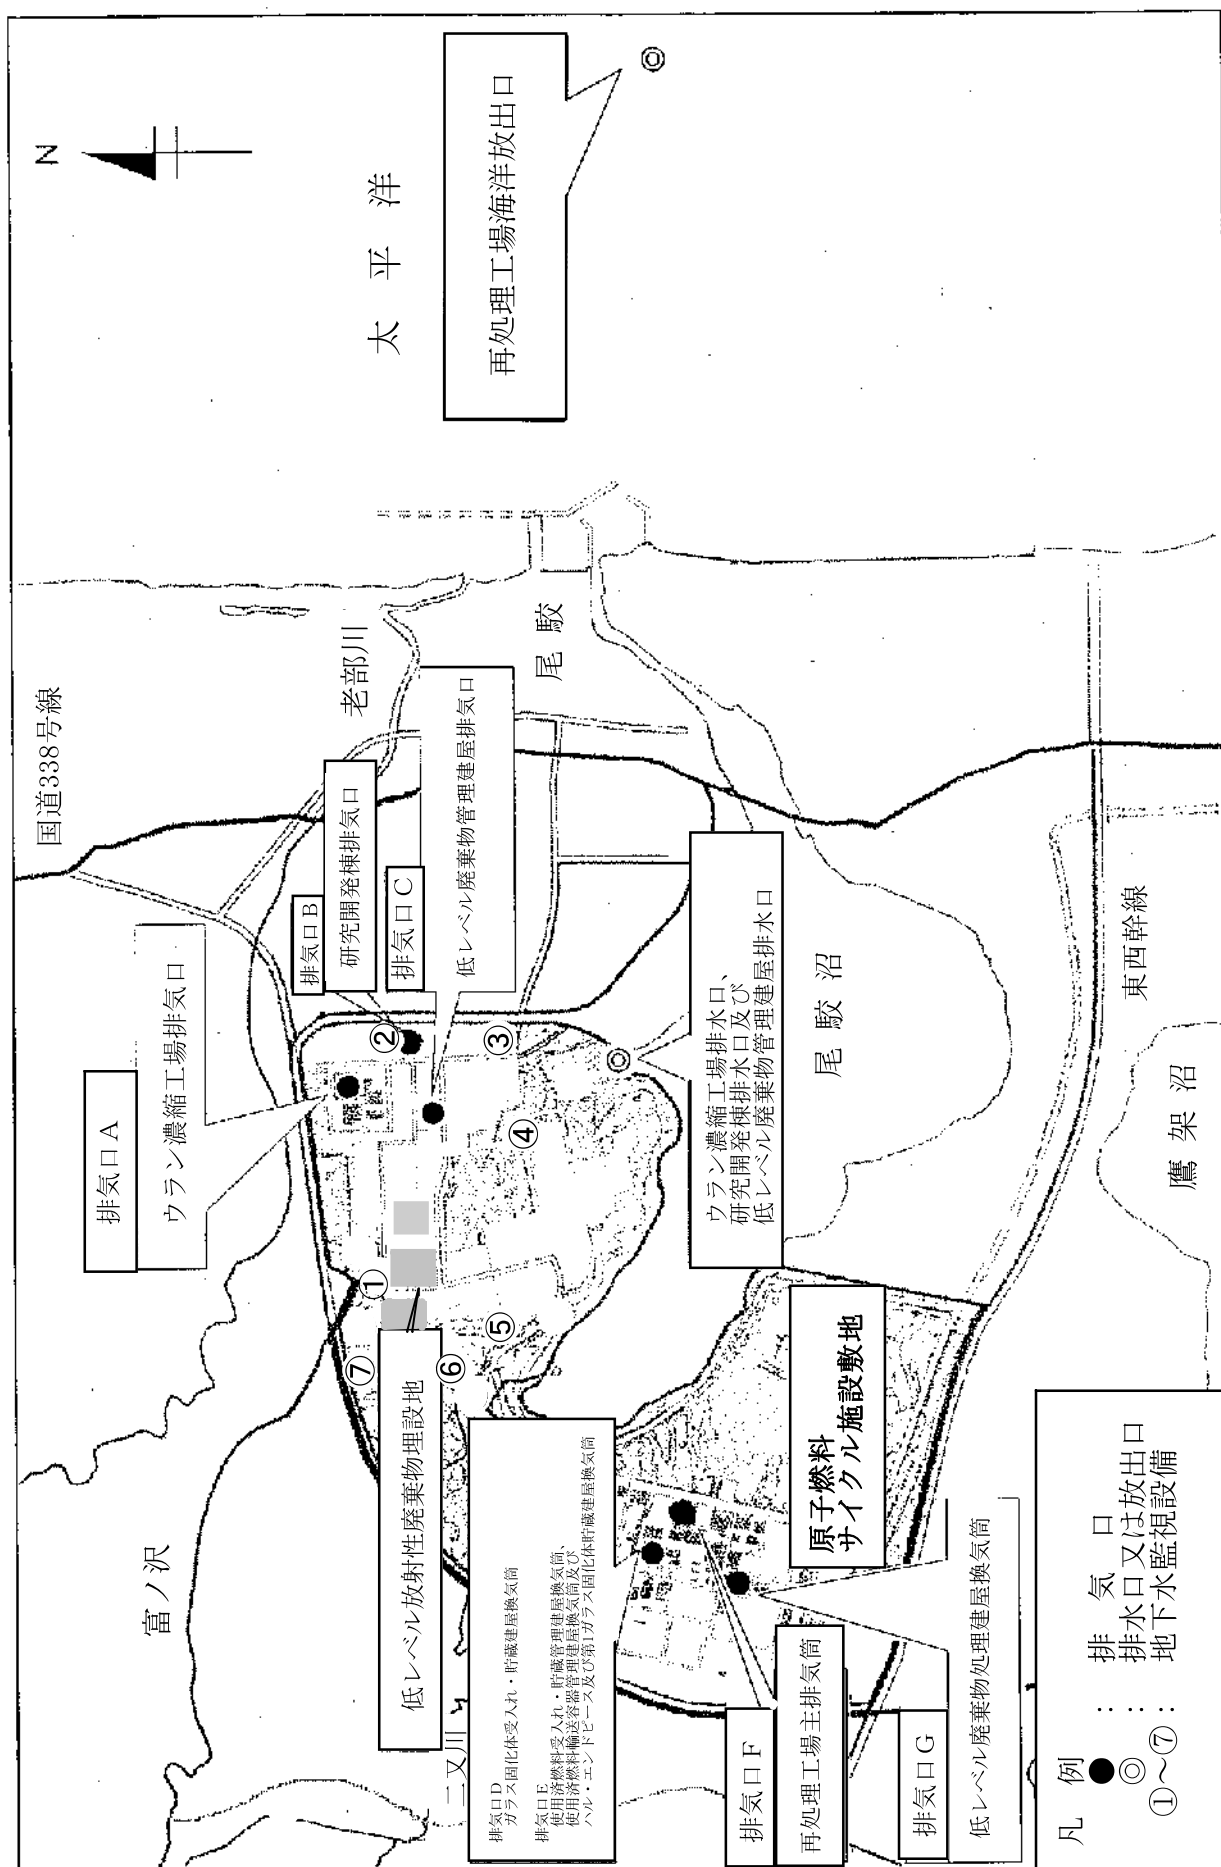 N
国道338号線
太平洋
再処理工場海洋放出口
老部川
尾駮
排気口A
ウラン濃縮工場排気口
排気口B
研究開発棟排気口
排気口C
低レベル廃棄物管理建屋排気口
富ノ沢
①
②
③
④
⑤
⑥
⑦
低レベル放射性廃棄物埋設地
二又川
排気口D
ガラス固化体受入れ・貯蔵建屋換気筒
排気口E
使用済燃料受入れ・貯蔵管理建屋換気筒、
使用済燃料輸送容器管理建屋換気筒及び
ハル・エンドピース及び第1ガラス固化体貯蔵建屋換気筒
ウラン濃縮工場排水口、
研究開発棟排水口及び
低レベル廃棄物管理建屋排水口
尾駮沼
原子燃料
サイクル施設敷地
東西幹線
鷹架沼
排気口F
再処理工場主排気筒
排気口G
低レベル廃棄物処理建屋換気筒
凡例
●：排気口
◎：排水口又は放出口
①～⑦：地下水監視設備